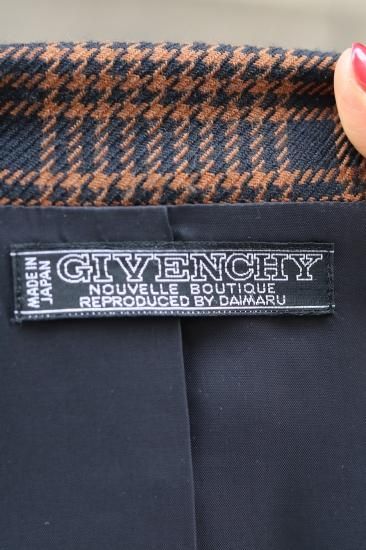 MADE IN
JAPAN
GIVENCHY
NOUVELLE BOUTIQUE
REPRODUCED BY DAIMARU